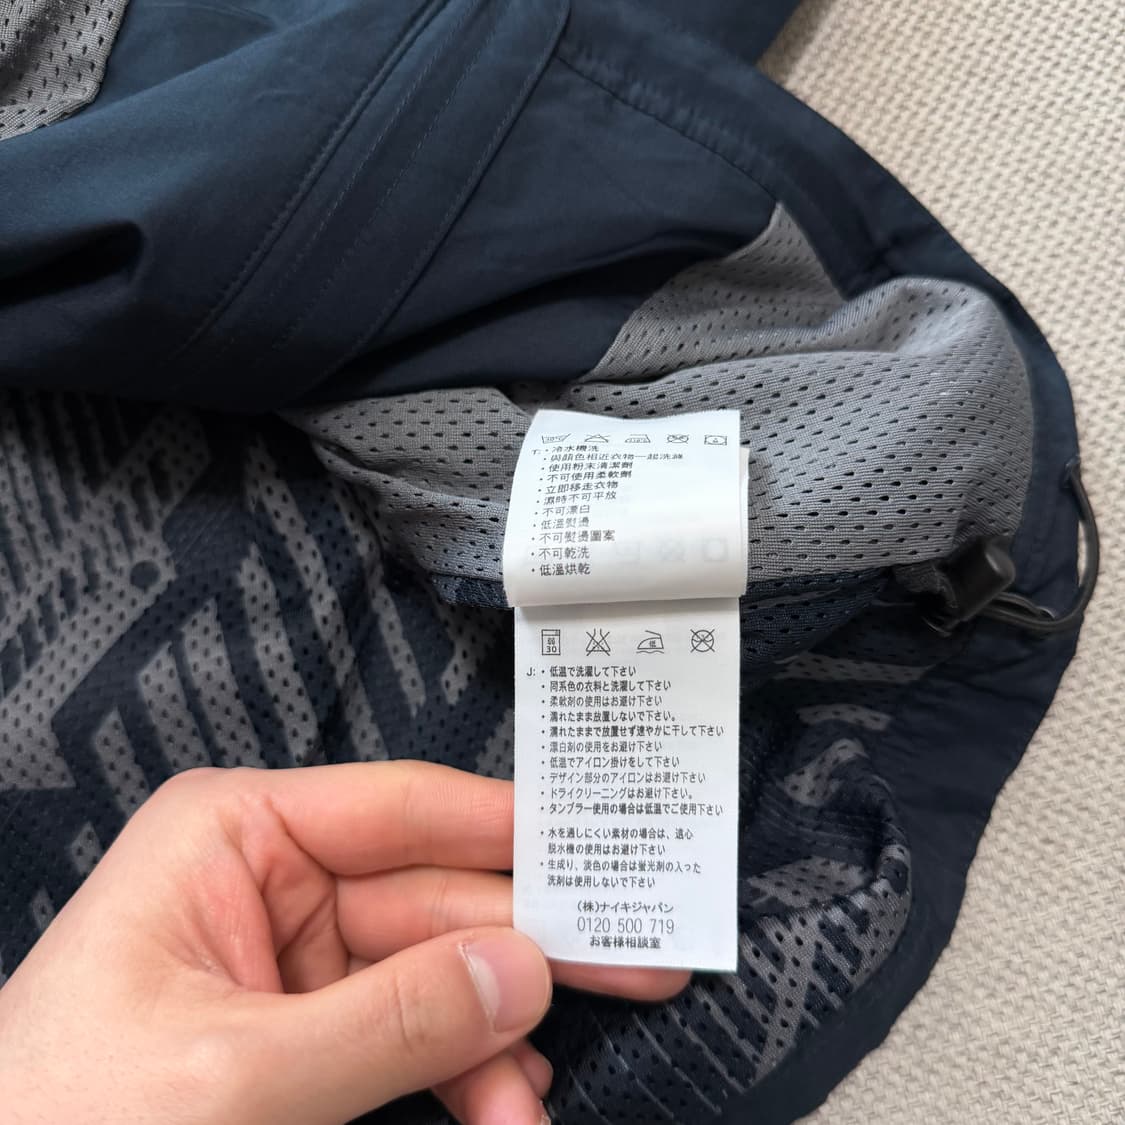 30°C
T: ・冷水機洗
・與顏色相近衣物一起洗滌
・使用粉末清潔劑
・不可使用柔軟劑
・立即移走衣物
・濕時不可平放
・不可漂白
・低溫熨燙
・不可熨燙圖案
・不可乾洗
・低溫烘乾
弱 30 低
J: ・低温で洗濯して下さい
・同系色の衣料と洗濯して下さい
・柔軟剤の使用はお避け下さい
・濡れたまま放置しないで下さい。
・濡れたままで放置せず速やかに干して下さい
・漂白剤の使用をお避け下さい
・低温でアイロン掛けをして下さい
・デザイン部分のアイロンはお避け下さい
・ドライクリーニングはお避け下さい。
・タンブラー使用の場合は低温でご使用下さい
・水を通しにくい素材の場合は、遠心
脱水機の使用はお避け下さい
・生成り、淡色の場合は蛍光剤の入った
洗剤は使用しないで下さい
(株)ナイキジャパン
0120 500 719
お客様相談室